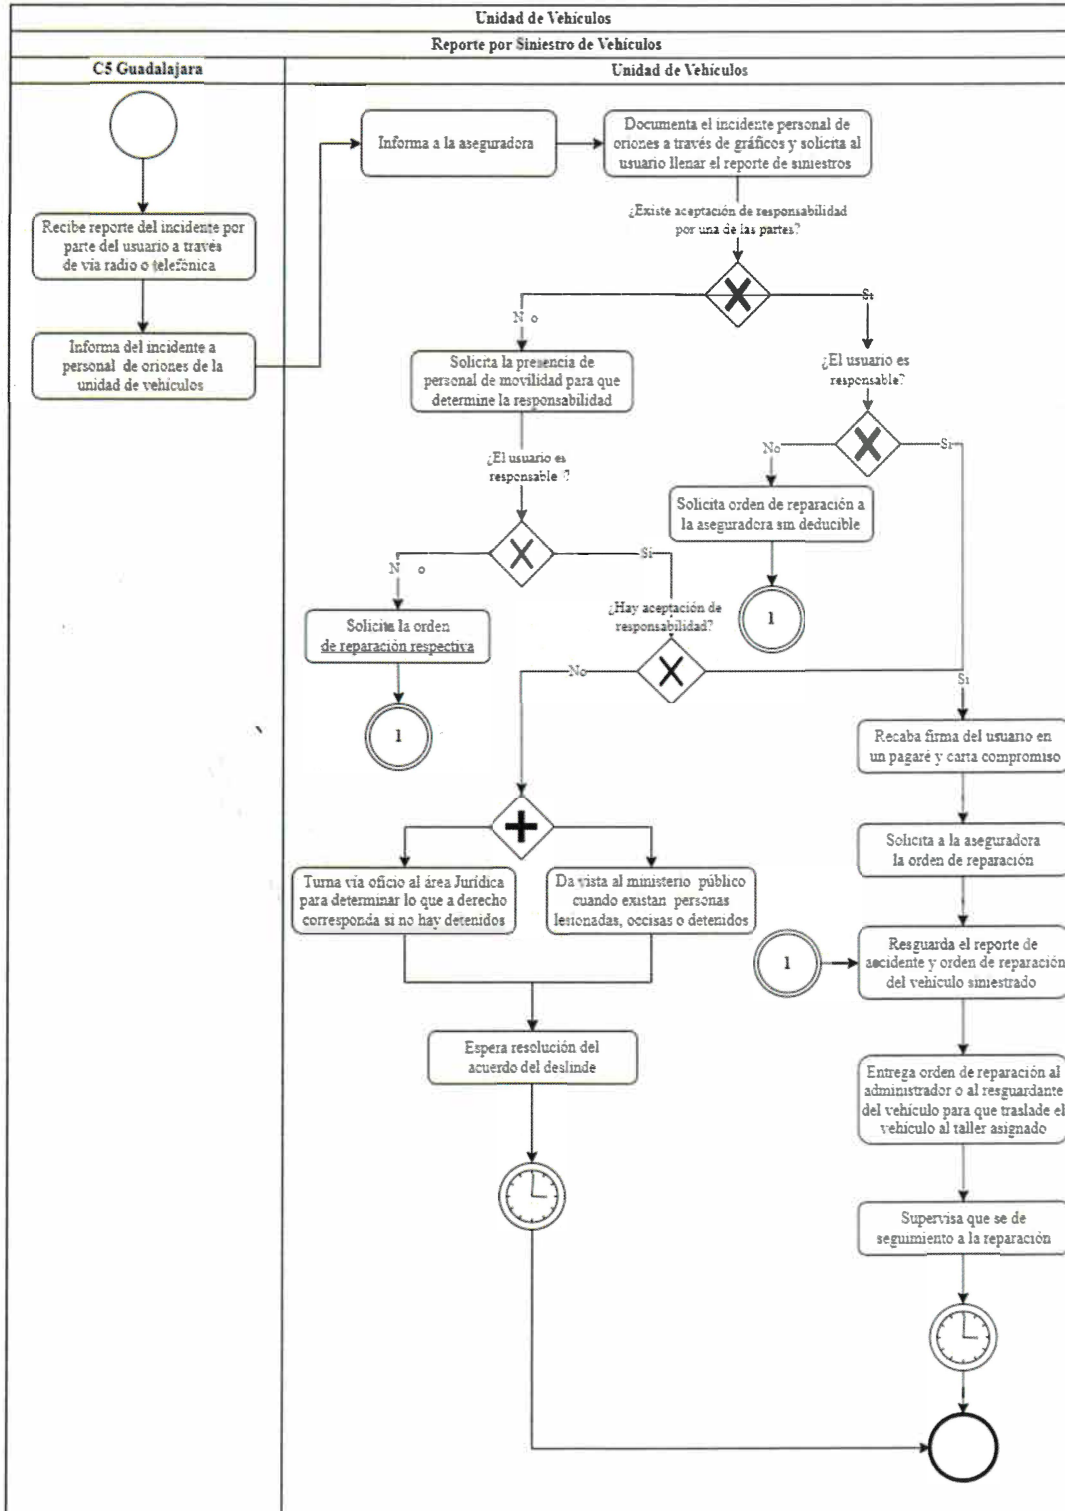 Unidad de Vehículos
Reporte por Siniestro de Vehículos
C5 Guadalajara
Unidad de Vehículos
Recibe reporte del incidente por
parte del usuario a través
de vía radio o telefónica
Informa del incidente a
personal de oriones de la
unidad de vehículos
Informa a la aseguradora
Documenta el incidente personal de
oriones a través de gráficos y solicita al
usuario llenar el reporte de siniestros
¿Existe aceptación de responsabilidad
por una de las partes?
N o
Si
Solicita la presencia de
personal de movilidad para que
determine la responsabilidad
¿El usuario es
responsable?
No
Si
¿El usuario es
responsable ?
Solicita orden de reparación a
la aseguradora sin deducible
1
N o
Si
Solicita la orden
de reparación respectiva
1
¿Hay aceptación de
responsabilidad?
No
Si
Recaba firma del usuario en
un pagaré y carta compromiso
Solicita a la aseguradora
la orden de reparación
Turna vía oficio al área Jurídica
para determinar lo que a derecho
corresponda si no hay detenidos
Da vista al ministerio público
cuando existan personas
lesionadas, occisas o detenidos
1
Resguarda el reporte de
accidente y orden de reparación
del vehículo siniestrado
Espera resolución del
acuerdo del deslinde
Entrega orden de reparación al
administrador o al resguardante
del vehículo para que traslade el
vehículo al taller asignado
Supervisa que se de
seguimiento a la reparación